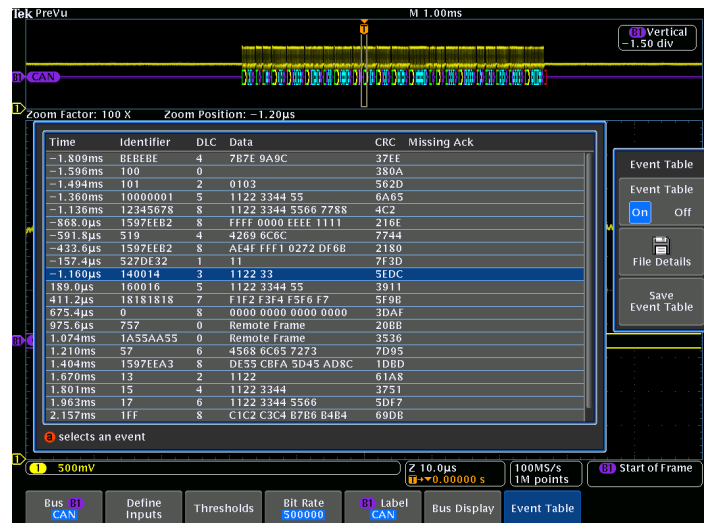 Tek PreVu M 1.00ms
T
B1 Vertical
-1.50 div
B1 CAN
1
Zoom Factor: 100 X Zoom Position: -1.20µs
Time Identifier DLC Data CRC Missing Ack
-1.809ms BEBEBE 4 7B7E 9A9C 37EE
-1.596ms 100 0 380A
-1.494ms 101 2 0103 562D
-1.360ms 10000001 5 1122 3344 55 6A65
-1.136ms 12345678 8 1122 3344 5566 7788 4C2
-868.0µs 1597EEB2 8 FFFF 0000 EEEE 1111 216E
-591.8µs 519 4 4269 6C6C 7744
-433.6µs 1597EEB2 8 AE4F FFF1 0272 DF6B 2180
-157.4µs 527DE32 1 11 7F3D
-1.160µs 140014 3 1122 33 5EDC
189.0µs 160016 5 1122 3344 55 3911
411.2µs 18181818 7 F1F2 F3F4 F5F6 F7 5F9B
675.4µs 0 8 0000 0000 0000 0000 3DAF
975.6µs 757 0 Remote Frame 20BB
1.074ms 1A55AA55 0 Remote Frame 3536
1.210ms 57 6 4568 6C65 7273 7D95
1.404ms 1597EEA3 8 DE55 CBFA 5D45 AD8C 1DBD
1.670ms 13 2 1122 61A8
1.801ms 15 4 1122 3344 3751
1.963ms 17 6 1122 3344 5566 5DF7
2.157ms 1FF 8 C1C2 C3C4 B7B6 B4B4 69DB
a selects an event
Event Table
Event Table
On Off
File Details
Save
Event Table
B1
1
1 500mV
Z 10.0µs
T→▼0.00000 s
100MS/s
1M points
B1 Start of Frame
Bus B1
CAN
Define
Inputs
Thresholds
Bit Rate
500000
B1 Label
CAN
Bus Display
Event Table